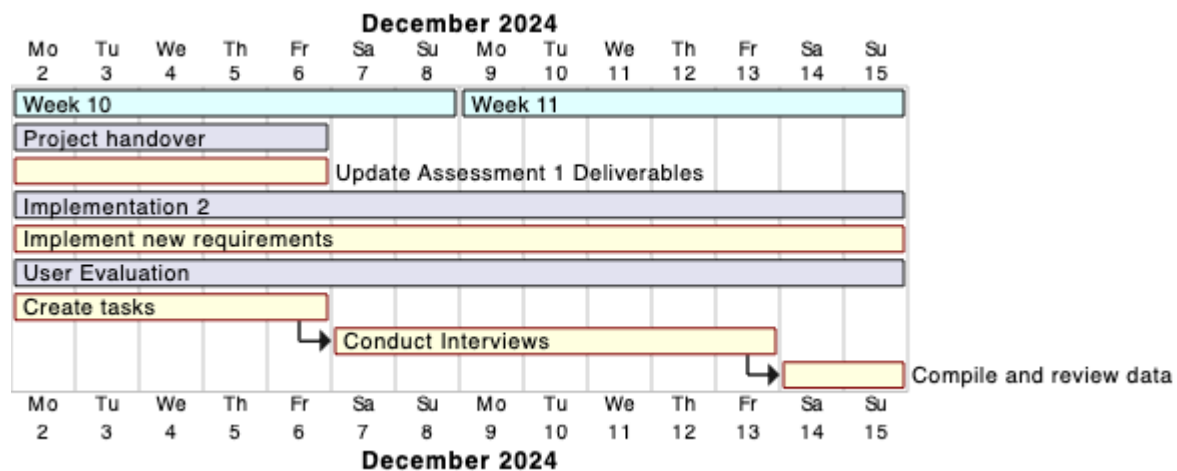 December 2024
Mo Tu We Th Fr Sa Su Mo Tu We Th Fr Sa Su
2 3 4 5 6 7 8 9 10 11 12 13 14 15
Week 10 Week 11
Project handover
Update Assessment 1 Deliverables
Implementation 2
Implement new requirements
User Evaluation
Create tasks
Conduct Interviews
Compile and review data
Mo Tu We Th Fr Sa Su Mo Tu We Th Fr Sa Su
2 3 4 5 6 7 8 9 10 11 12 13 14 15
December 2024